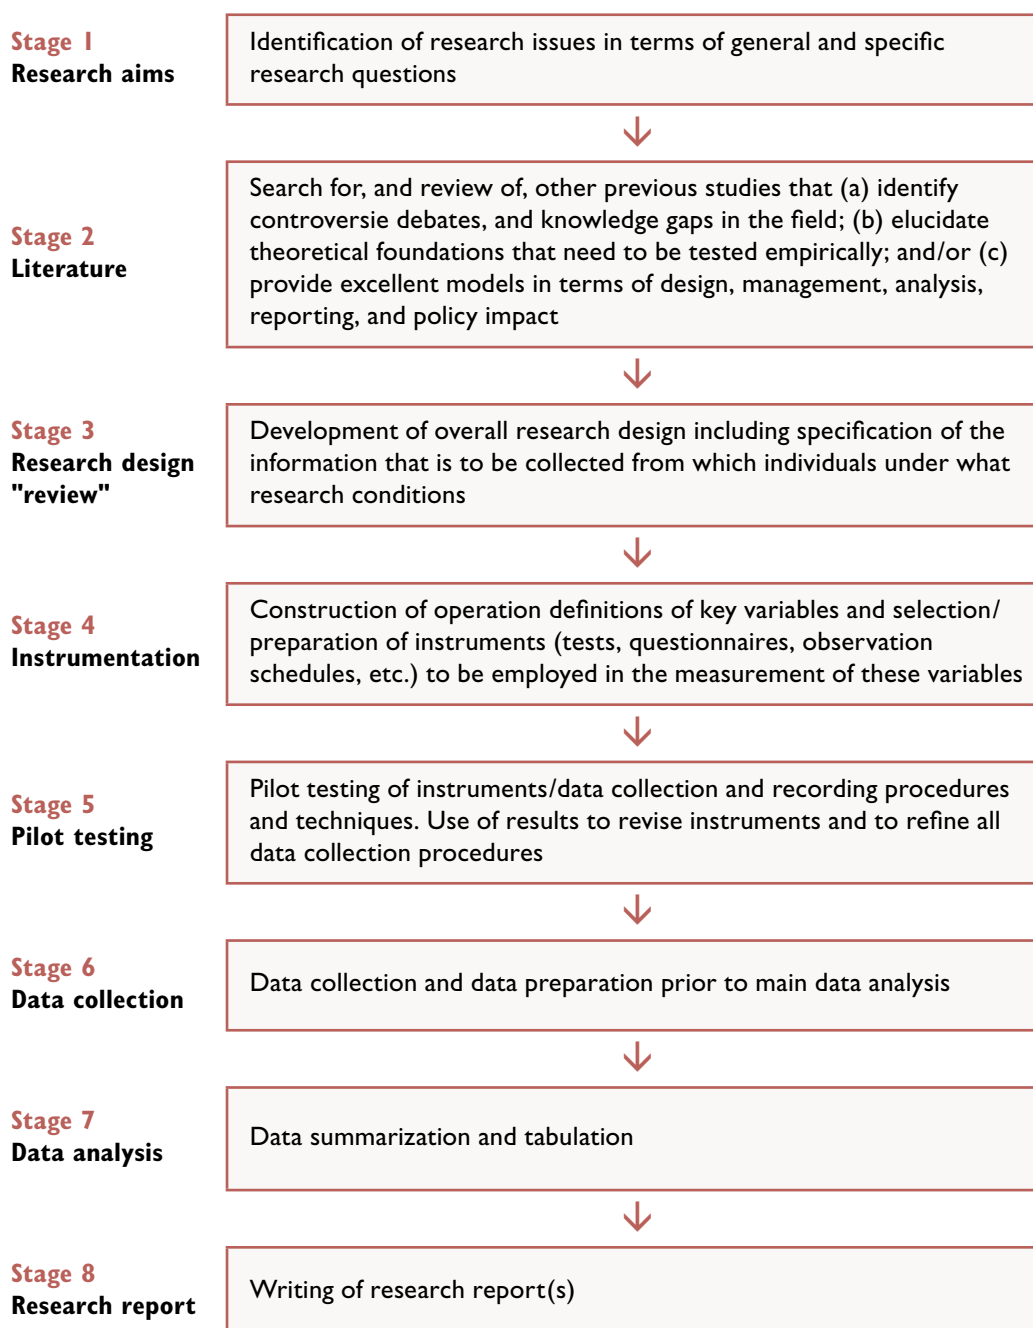 Stage 1
Research aims
Identification of research issues in terms of general and specific
research questions
Stage 2
Literature
Search for, and review of, other previous studies that (a) identify
controversie debates, and knowledge gaps in the field; (b) elucidate
theoretical foundations that need to be tested empirically; and/or (c)
provide excellent models in terms of design, management, analysis,
reporting, and policy impact
Stage 3
Research design
"review"
Development of overall research design including specification of the
information that is to be collected from which individuals under what
research conditions
Stage 4
Instrumentation
Construction of operation definitions of key variables and selection/
preparation of instruments (tests, questionnaires, observation
schedules, etc.) to be employed in the measurement of these variables
Stage 5
Pilot testing
Pilot testing of instruments/data collection and recording procedures
and techniques. Use of results to revise instruments and to refine all
data collection procedures
Stage 6
Data collection
Data collection and data preparation prior to main data analysis
Stage 7
Data analysis
Data summarization and tabulation
Stage 8
Research report
Writing of research report(s)